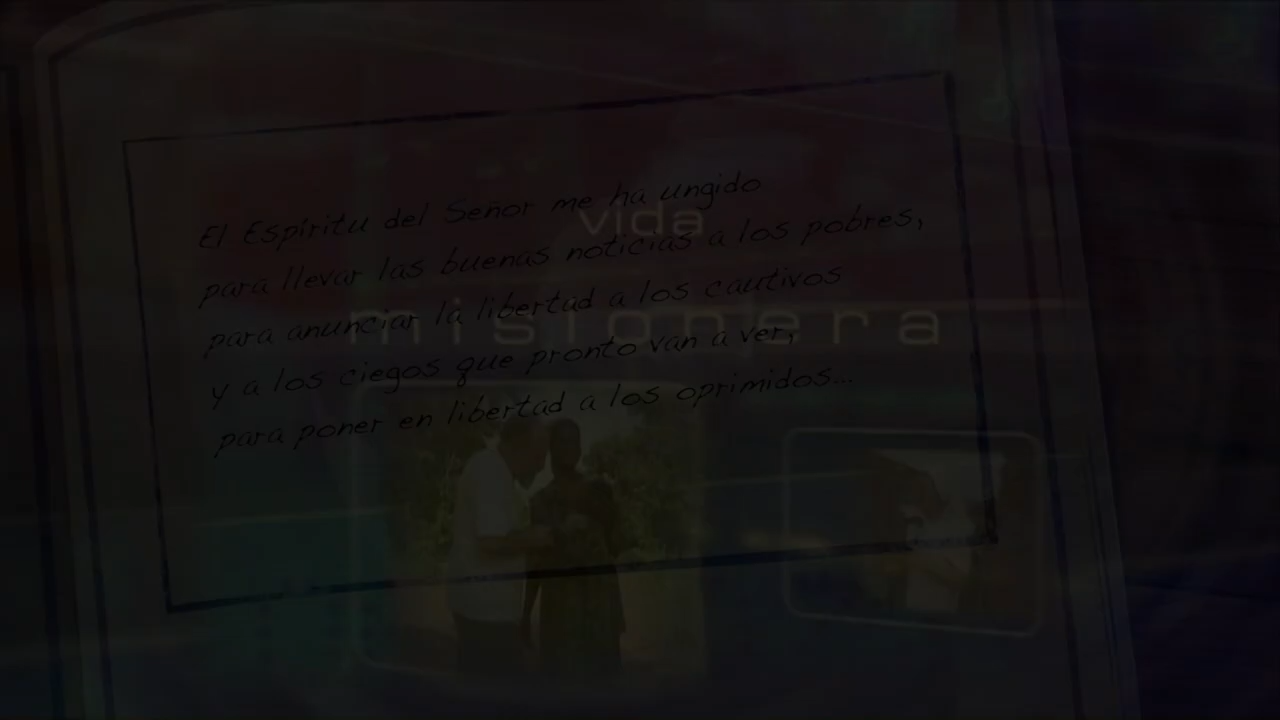 El Espíritu del Señor me ha ungido
para llevar las buenas noticias a los pobres,
para anunciar la libertad a los cautivos
y a los ciegos que pronto van a ver,
para poner en libertad a los oprimidos...
vida
misionera